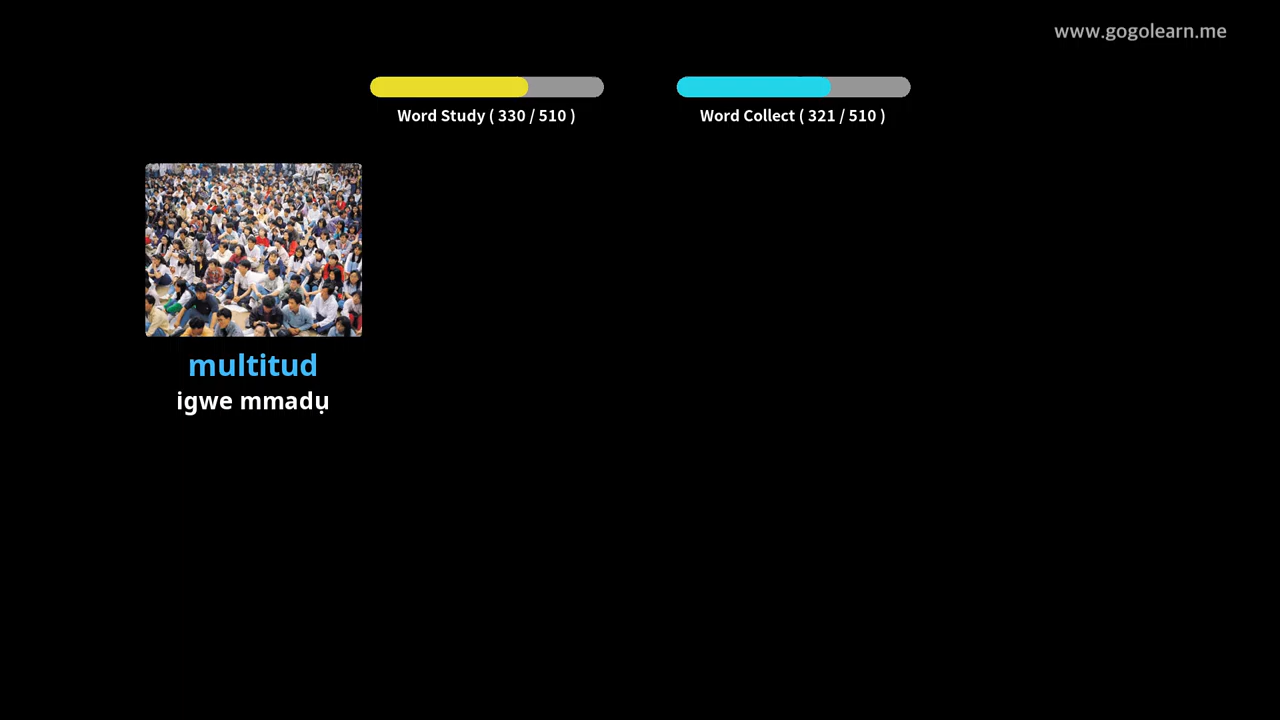 www.gogolearn.me
Word Study ( 330 / 510 )
Word Collect ( 321 / 510 )
multitud
igwe mmadụ